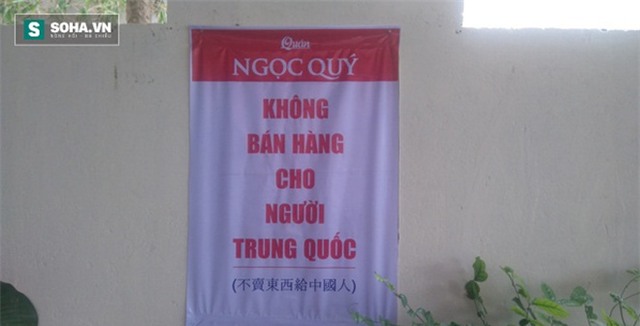 SOHA.VN
Quán
NGỌC QUÝ
KHÔNG
BÁN HÀNG
CHO
NGƯỜI
TRUNG QUỐC
(不賣東西給中國人)